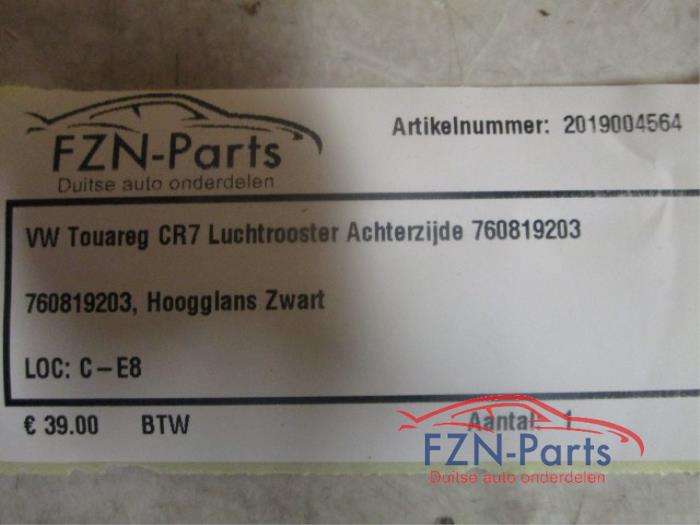 FZN-Parts
Duitse auto onderdelen
Artikelnummer: 2019004564
VW Touareg CR7 Luchtrooster Achterzijde 760819203
760819203, Hoogglans Zwart
LOC: C-E8
€ 39.00 BTW Aantal: 1
FZN-Parts
Duitse auto onderdelen